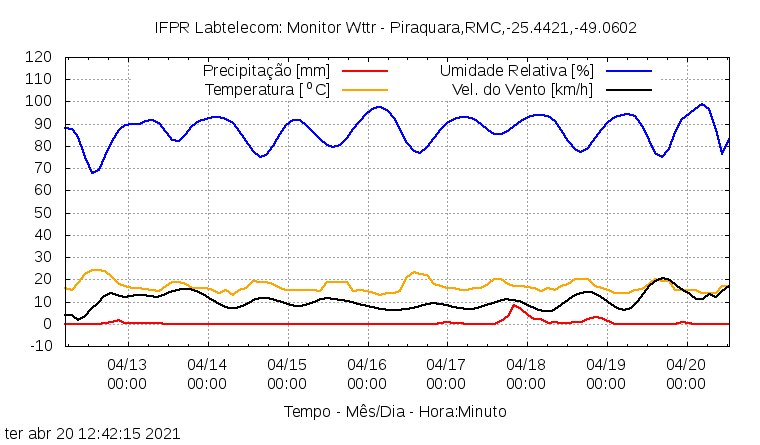 IFPR Labtelecom: Monitor Wttr - Piraquara,RMC,-25.4421,-49.0602
Precipitação [mm]
Umidade Relativa [%]
Temperatura [ ⁰C]
Vel. do Vento [km/h]
120
110
100
90
80
70
60
50
40
30
20
10
0
-10
04/13 04/14 04/15 04/16 04/17 04/18 04/19 04/20
00:00 00:00 00:00 00:00 00:00 00:00 00:00 00:00
Tempo - Mês/Dia - Hora:Minuto
ter abr 20 12:42:15 2021